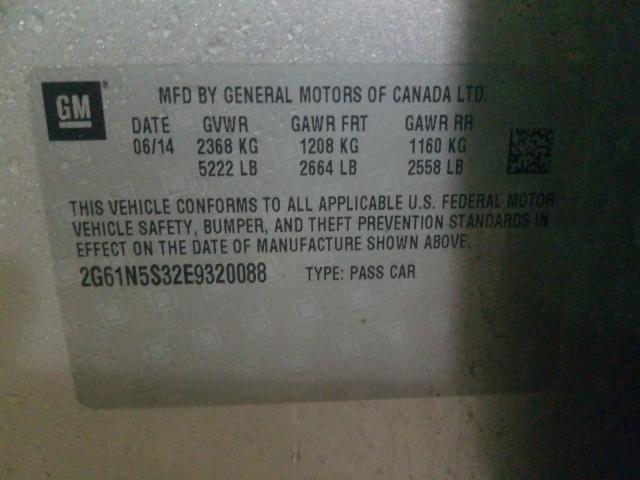 GM
MFD BY GENERAL MOTORS OF CANADA LTD.
DATE GVWR GAWR FRT GAWR RR
06/14 2368 KG 1208 KG 1160 KG
5222 LB 2664 LB 2558 LB
THIS VEHICLE CONFORMS TO ALL APPLICABLE U.S. FEDERAL MOTOR
VEHICLE SAFETY, BUMPER, AND THEFT PREVENTION STANDARDS IN
EFFECT ON THE DATE OF MANUFACTURE SHOWN ABOVE.
2G61N5S32E9320088 TYPE: PASS CAR